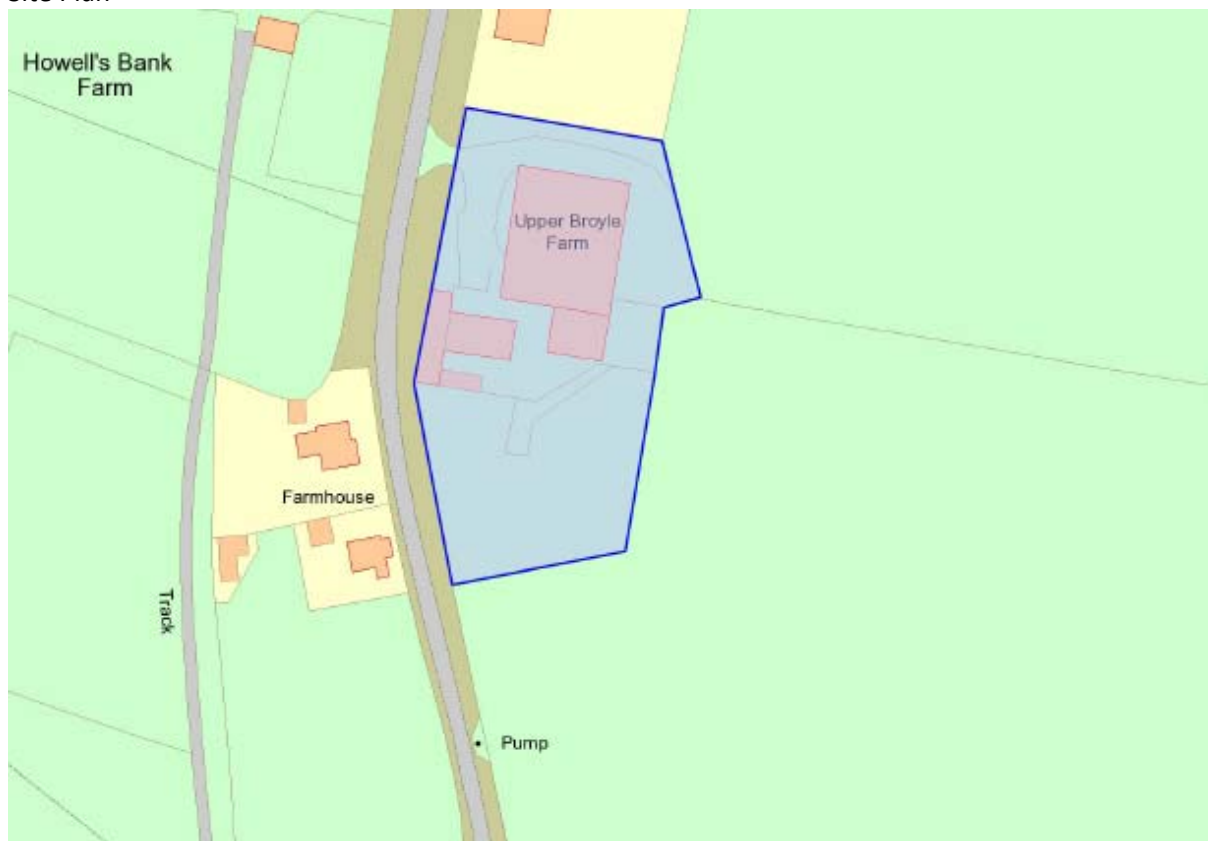 Site Plan
Howell's Bank
Farm
Upper Broyle
Farm
Farmhouse
Track
Pump